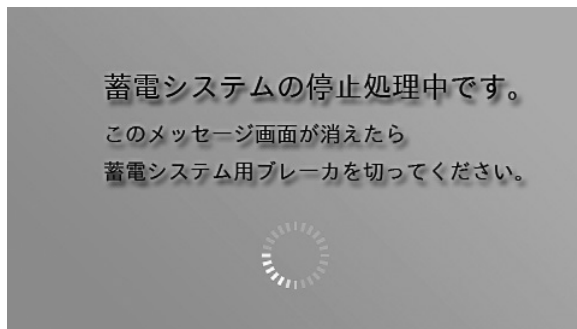 蓄電システムの停止処理中です。
このメッセージ画面が消えたら
蓄電システム用ブレーカを切ってください。